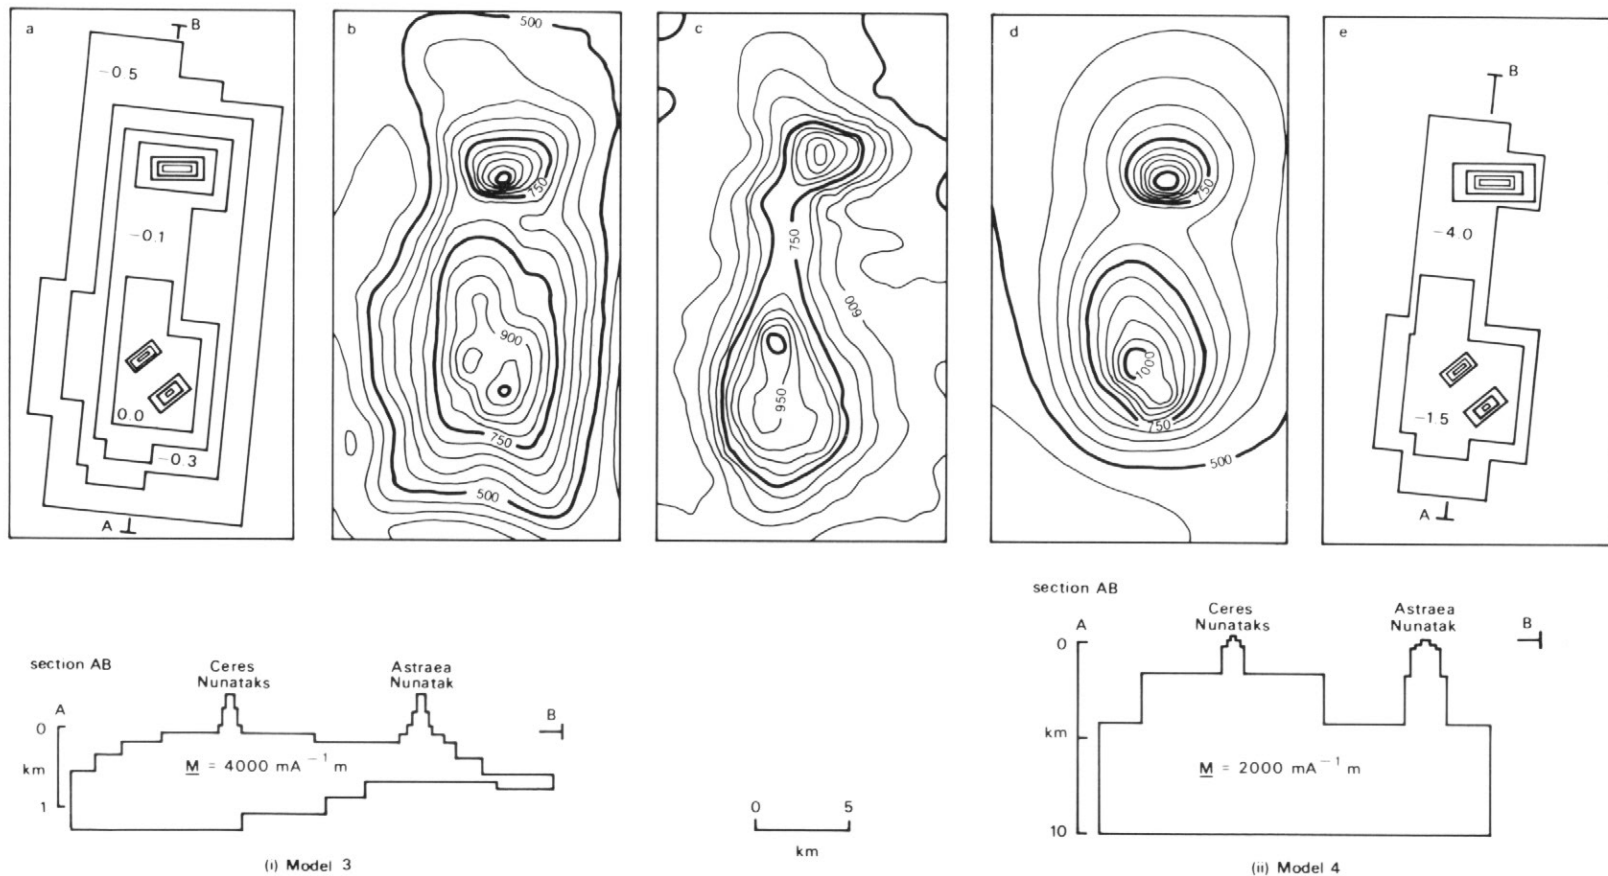 a
B
−0.5
−0.1
0.0
−0.3
A
b
500
750
900
750
500
c
750
600
950
d
750
1000
750
500
e
B
−4.0
−1.5
A
section AB
Ceres
Nunataks
Astraea
Nunatak
A
0
km
1
B
M = 4000 mA⁻¹ m
(i) Model 3
0 5
km
section AB
Ceres
Nunataks
Astraea
Nunatak
A
0
km
10
B
M = 2000 mA⁻¹ m
(ii) Model 4